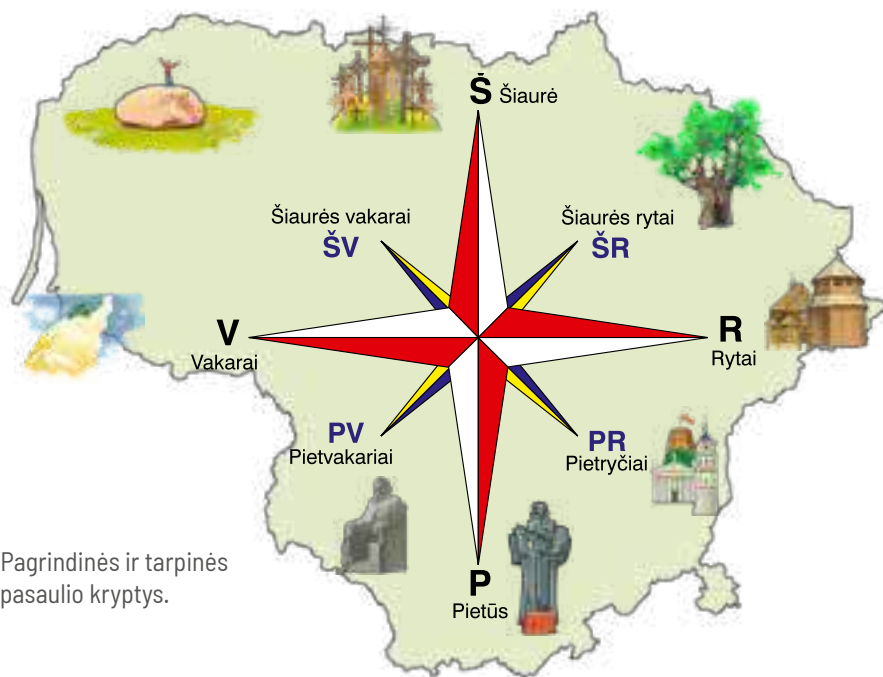 Š Šiaurė
Šiaurės vakarai
ŠV
Šiaurės rytai
ŠR
V
Vakarai
R
Rytai
PV
Pietvakariai
PR
Pietryčiai
P
Pietūs
Pagrindinės ir tarpinės
pasaulio kryptys.